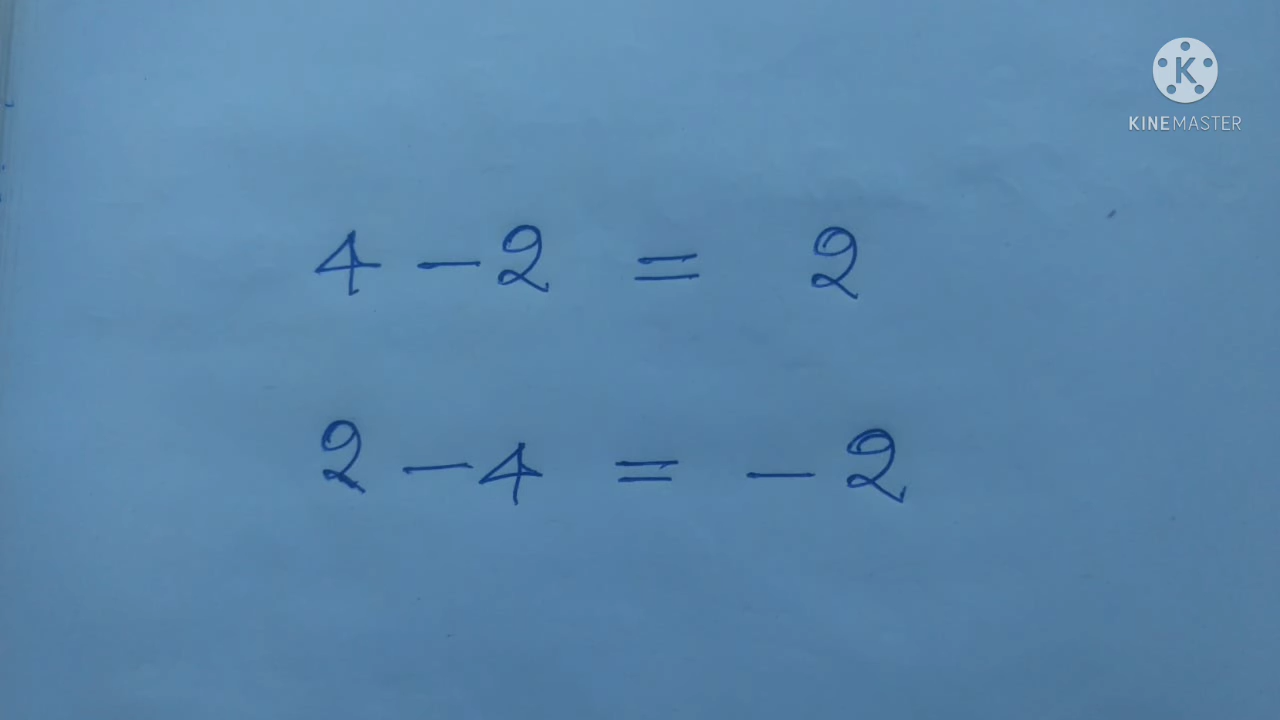 K
KINEMASTER
4 – 2 = 2
2 – 4 = – 2